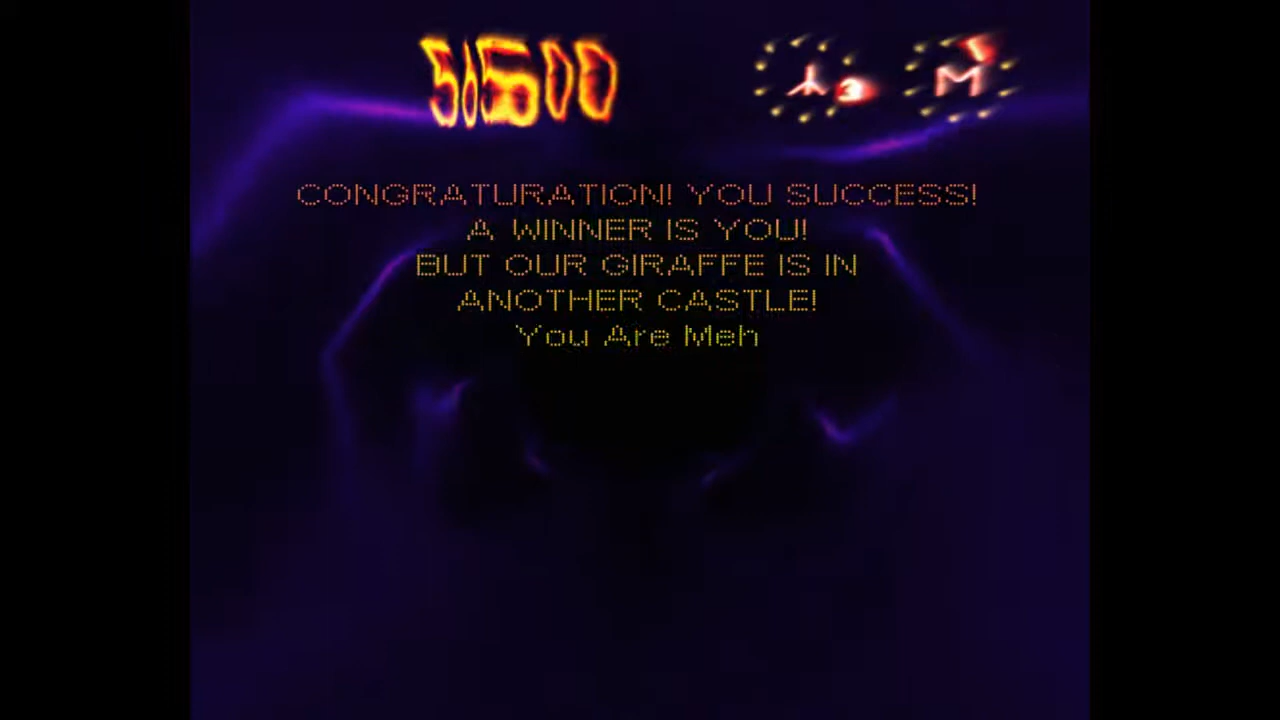 CONGRATURATION! YOU SUCCESS!
A WINNER IS YOU!
BUT OUR GIRAFFE IS IN
ANOTHER CASTLE!
You Are Meh